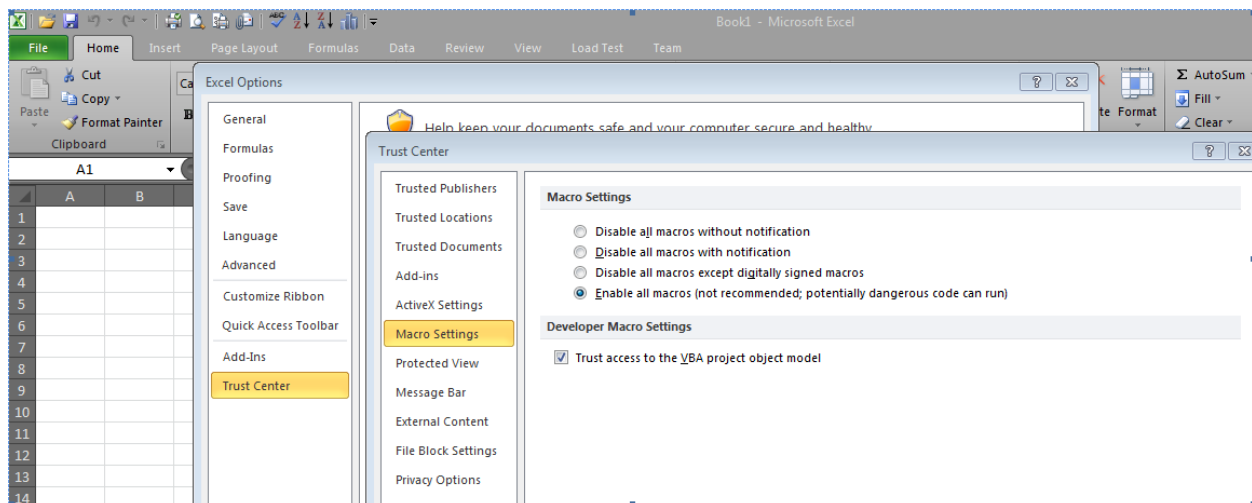 Book1 - Microsoft Excel
File Home Insert Page Layout Formulas Data Review View Load Test Team
Cut
Copy
Format Painter
Paste
Clipboard
Ca
B
te Format
Σ AutoSum
Fill
Clear
A1
A B
1
2
3
4
5
6
7
8
9
10
11
12
13
14
Excel Options
General
Formulas
Proofing
Save
Language
Advanced
Customize Ribbon
Quick Access Toolbar
Add-Ins
Trust Center
Help keep your documents safe and your computer secure and healthy
Trust Center
Trusted Publishers
Trusted Locations
Trusted Documents
Add-ins
ActiveX Settings
Macro Settings
Protected View
Message Bar
External Content
File Block Settings
Privacy Options
Macro Settings
Disable all macros without notification
Disable all macros with notification
Disable all macros except digitally signed macros
Enable all macros (not recommended; potentially dangerous code can run)
Developer Macro Settings
Trust access to the VBA project object model